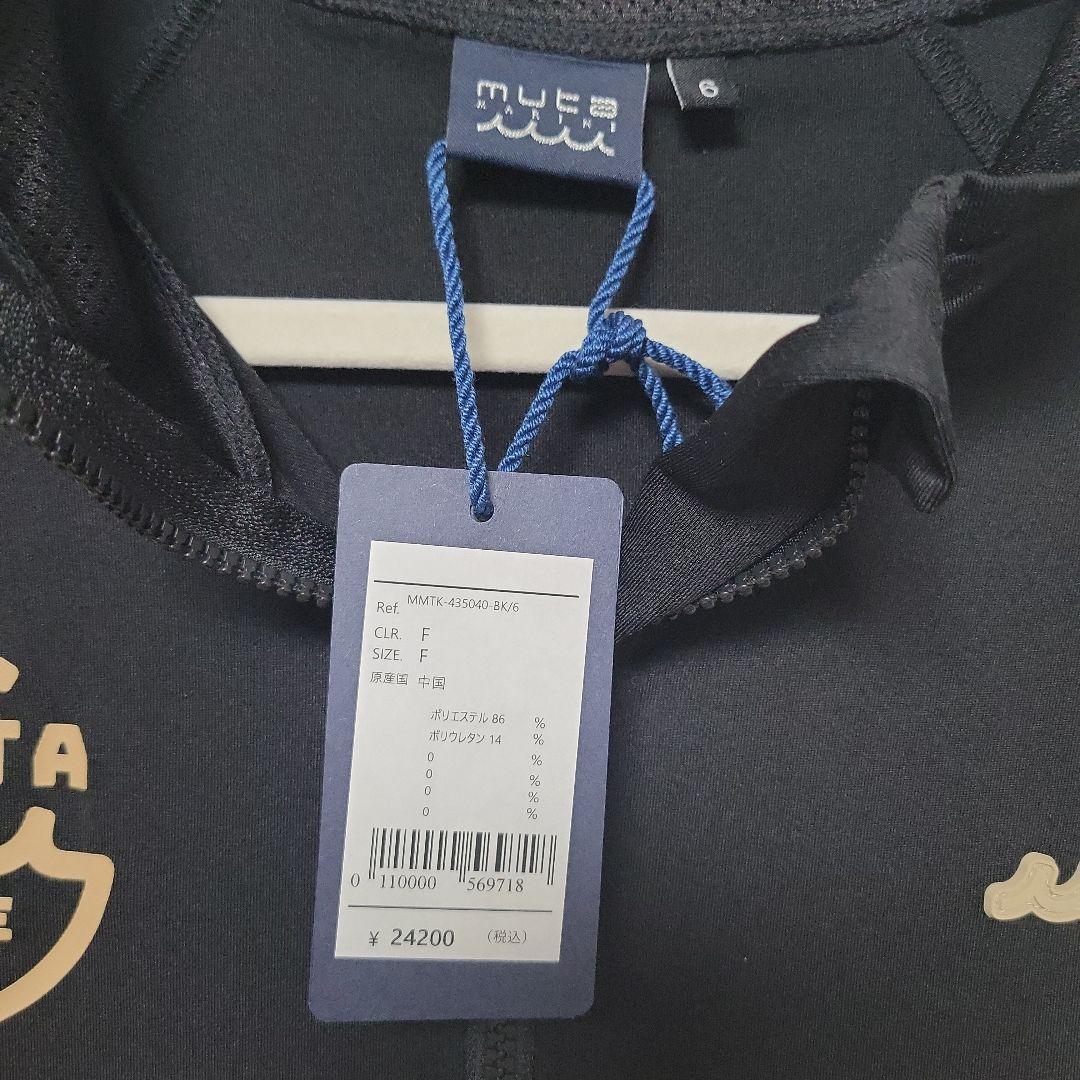 muta
MARINE
6
Ref. MMTK-435040-BK/6
CLR. F
SIZE. F
原産国 中国
ポリエステル 86 %
ポリウレタン 14 %
0 %
0 %
0 %
0 %
0 110000 569718
¥ 24200 (税込)
TA
E